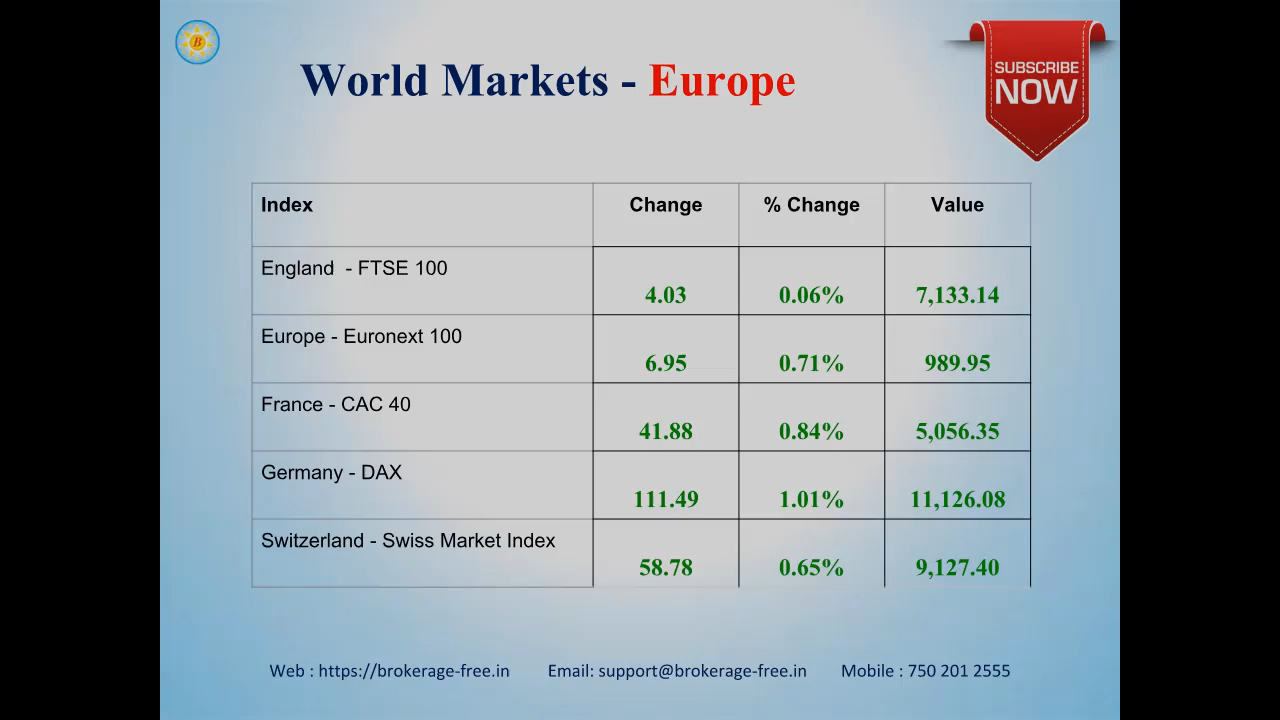 B
World Markets - Europe
SUBSCRIBE
NOW
Index Change % Change Value
England - FTSE 100 4.03 0.06% 7,133.14
Europe - Euronext 100 6.95 0.71% 989.95
France - CAC 40 41.88 0.84% 5,056.35
Germany - DAX 111.49 1.01% 11,126.08
Switzerland - Swiss Market Index 58.78 0.65% 9,127.40
Web : https://brokerage-free.in Email: support@brokerage-free.in Mobile : 750 201 2555